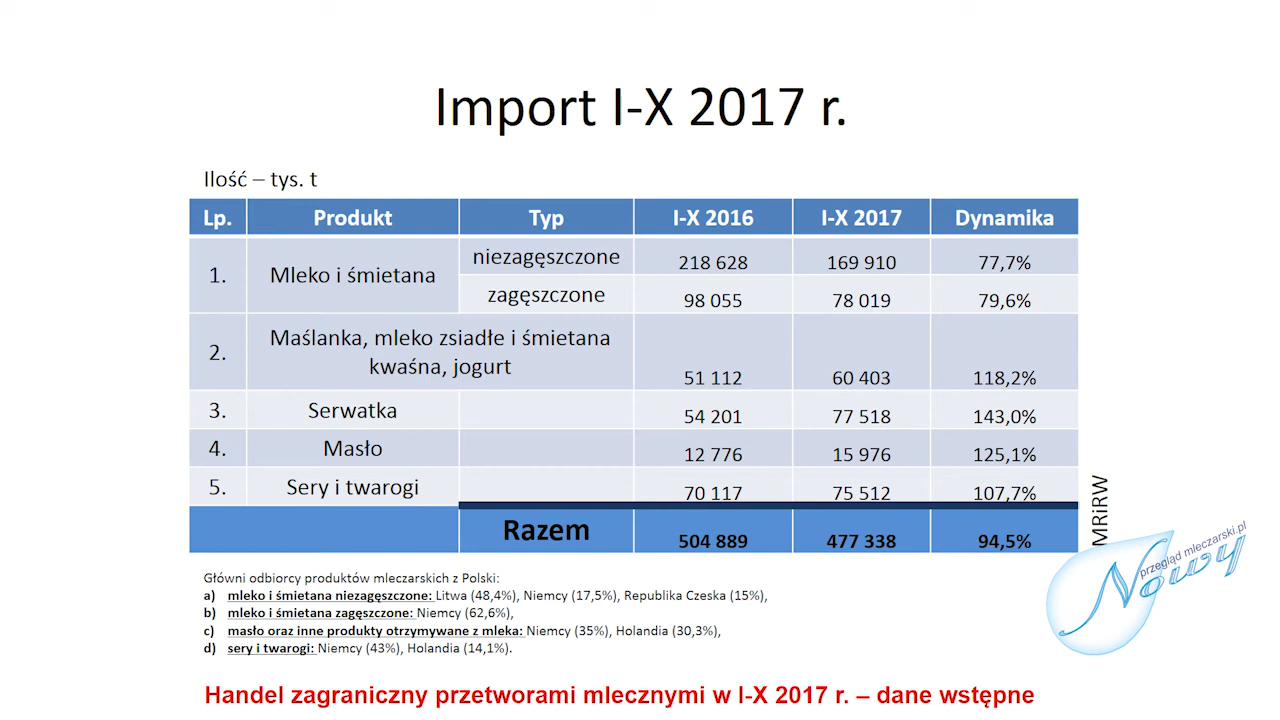 Import I-X 2017 r.
Ilość – tys. t
Lp. Produkt Typ I-X 2016 I-X 2017 Dynamika
1. Mleko i śmietana niezagęszczone 218 628 169 910 77,7%
zagęszczone 98 055 78 019 79,6%
2. Maślanka, mleko zsiadłe i śmietana
kwaśna, jogurt 51 112 60 403 118,2%
3. Serwatka 54 201 77 518 143,0%
4. Masło 12 776 15 976 125,1%
5. Sery i twarogi 70 117 75 512 107,7%
Razem 504 889 477 338 94,5%
MRiRW
przegląd mleczarski.pl
Nowy
Główni odbiorcy produktów mleczarskich z Polski:
a) mleko i śmietana niezagęszczone: Litwa (48,4%), Niemcy (17,5%), Republika Czeska (15%),
b) mleko i śmietana zagęszczone: Niemcy (62,6%),
c) masło oraz inne produkty otrzymywane z mleka: Niemcy (35%), Holandia (30,3%),
d) sery i twarogi: Niemcy (43%), Holandia (14,1%).
Handel zagraniczny przetworami mlecznymi w I-X 2017 r. – dane wstępne